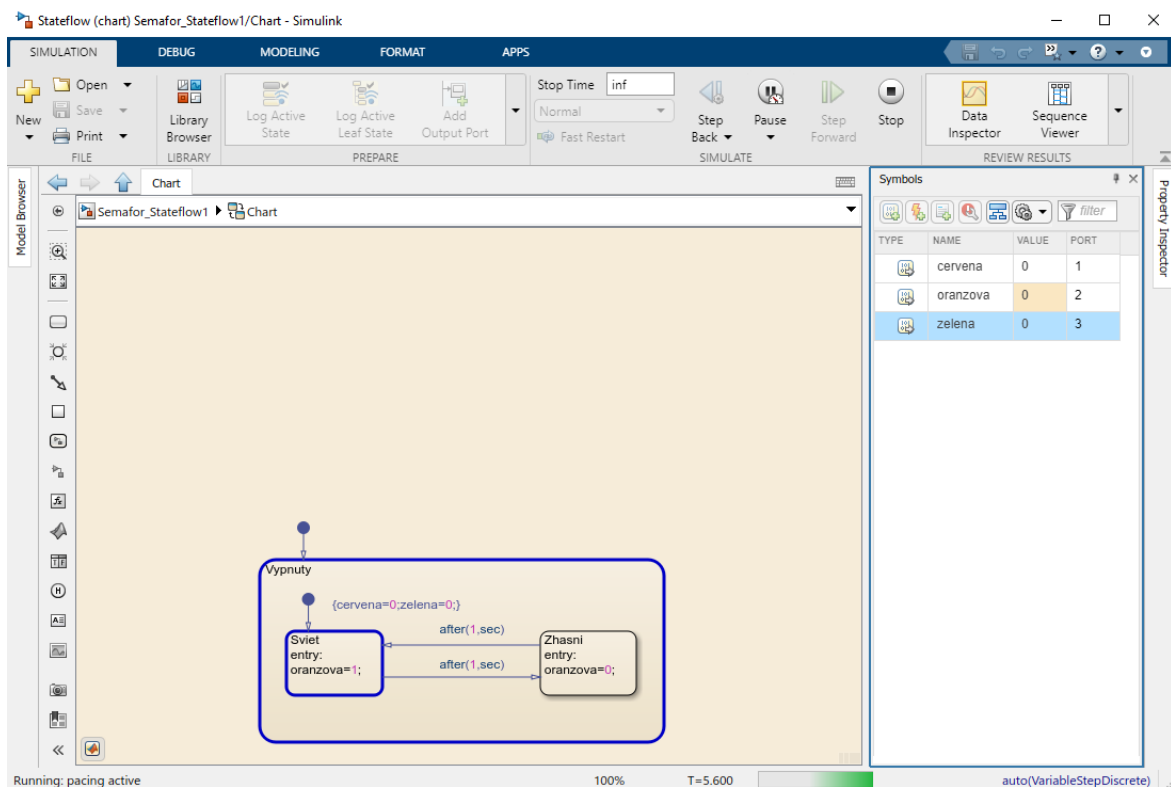 Stateflow (chart) Semafor_Stateflow1/Chart - Simulink
SIMULATION DEBUG MODELING FORMAT APPS
New
Open
Save
Print
FILE
Library
Browser
LIBRARY
Log Active
State
Log Active
Leaf State
Add
Output Port
PREPARE
Stop Time inf
Normal
Fast Restart
Step
Back
Pause
Step
Forward
Stop
SIMULATE
Data
Inspector
Sequence
Viewer
REVIEW RESULTS
Model Browser
Chart
Semafor_Stateflow1 Chart
Vypnuty
{cervena=0;zelena=0;}
Sviet
entry:
oranzova=1;
after(1,sec)
after(1,sec)
Zhasni
entry:
oranzova=0;
Symbols
filter
TYPE NAME VALUE PORT
cervena 0 1
oranzova 0 2
zelena 0 3
Property Inspector
Running: pacing active 100% T=5.600 auto(VariableStepDiscrete)